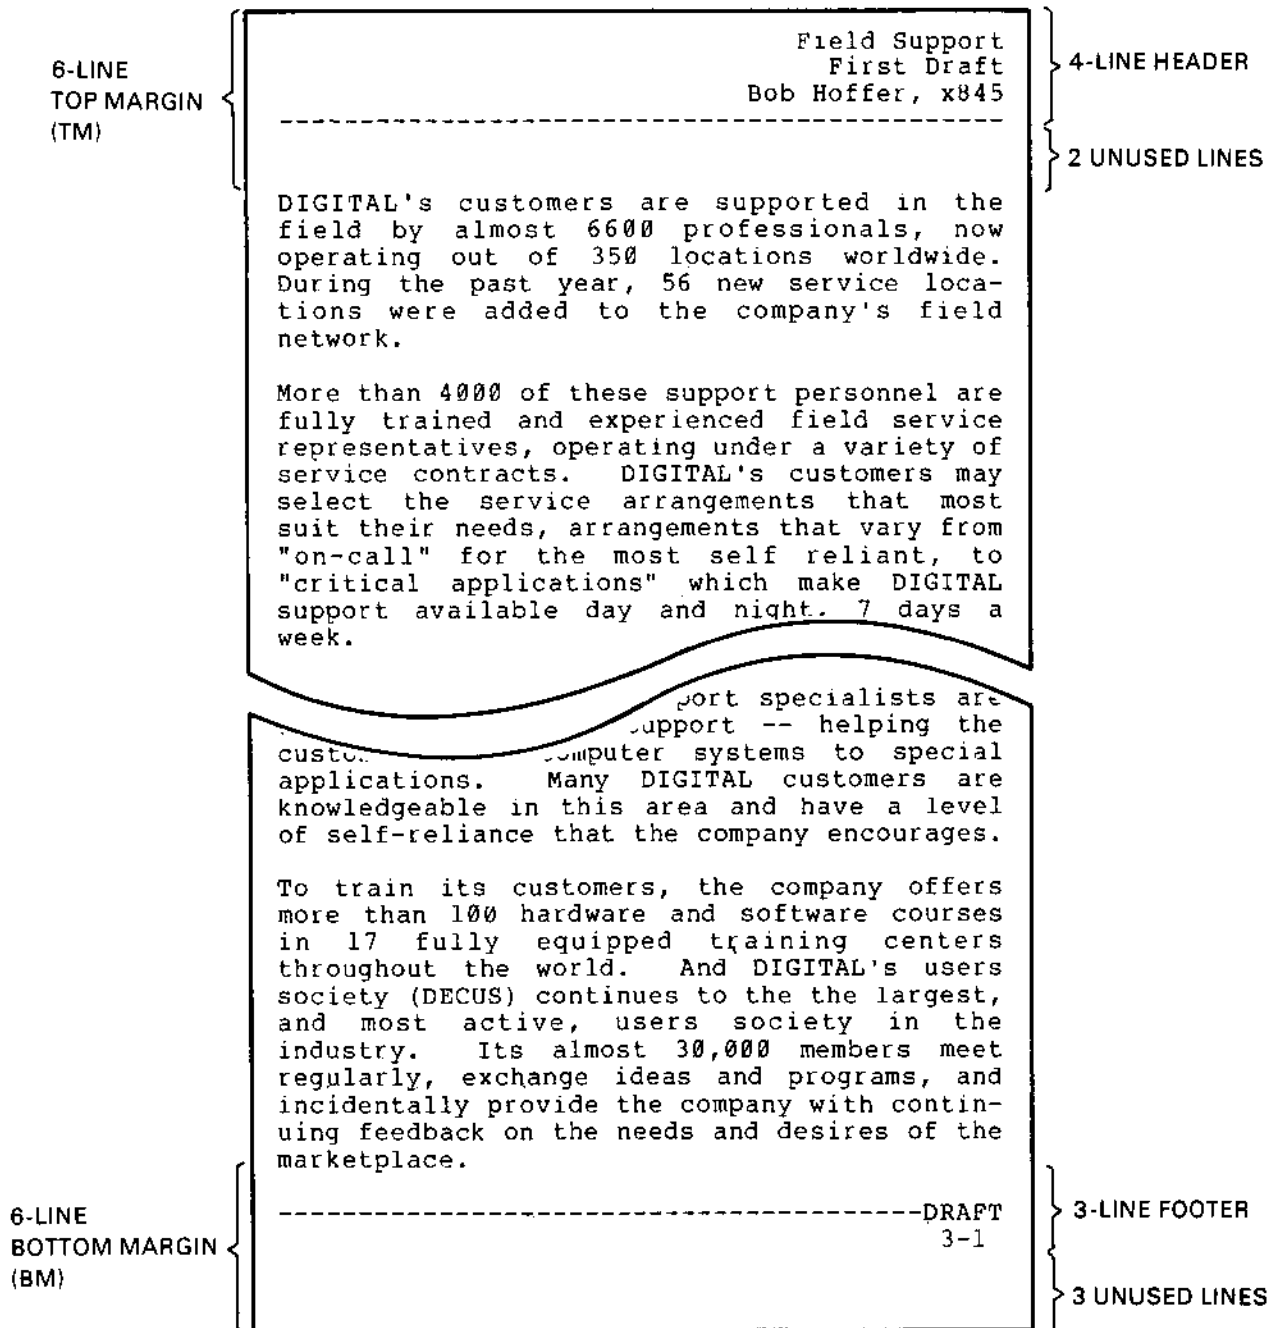 Field Support
6-LINE
TOP MARGIN
(TM)
First Draft
Bob Hoffer, x845
4-LINE HEADER
----------------------------------------------
2 UNUSED LINES
DIGITAL's customers are supported in the
field by almost 6600 professionals, now
operating out of 350 locations worldwide.
During the past year, 56 new service loca-
tions were added to the company's field
network.
More than 4000 of these support personnel are
fully trained and experienced field service
representatives, operating under a variety of
service contracts. DIGITAL's customers may
select the service arrangements that most
suit their needs, arrangements that vary from
"on-call" for the most self reliant, to
"critical applications" which make DIGITAL
support available day and night. 7 days a
week.
specialists are
-- helping the
systems to special
applications. Many DIGITAL customers are
knowledgeable in this area and have a level
of self-reliance that the company encourages.
To train its customers, the company offers
more than 100 hardware and software courses
in 17 fully equipped training centers
throughout the world. And DIGITAL's users
society (DECUS) continues to the the largest,
and most active, users society in the
industry. Its almost 30,000 members meet
regularly, exchange ideas and programs, and
incidentally provide the company with contin-
uing feedback on the needs and desires of the
marketplace.
6-LINE
BOTTOM MARGIN
(BM)
-----------------------------------------DRAFT
3-1
3-LINE FOOTER
3 UNUSED LINES